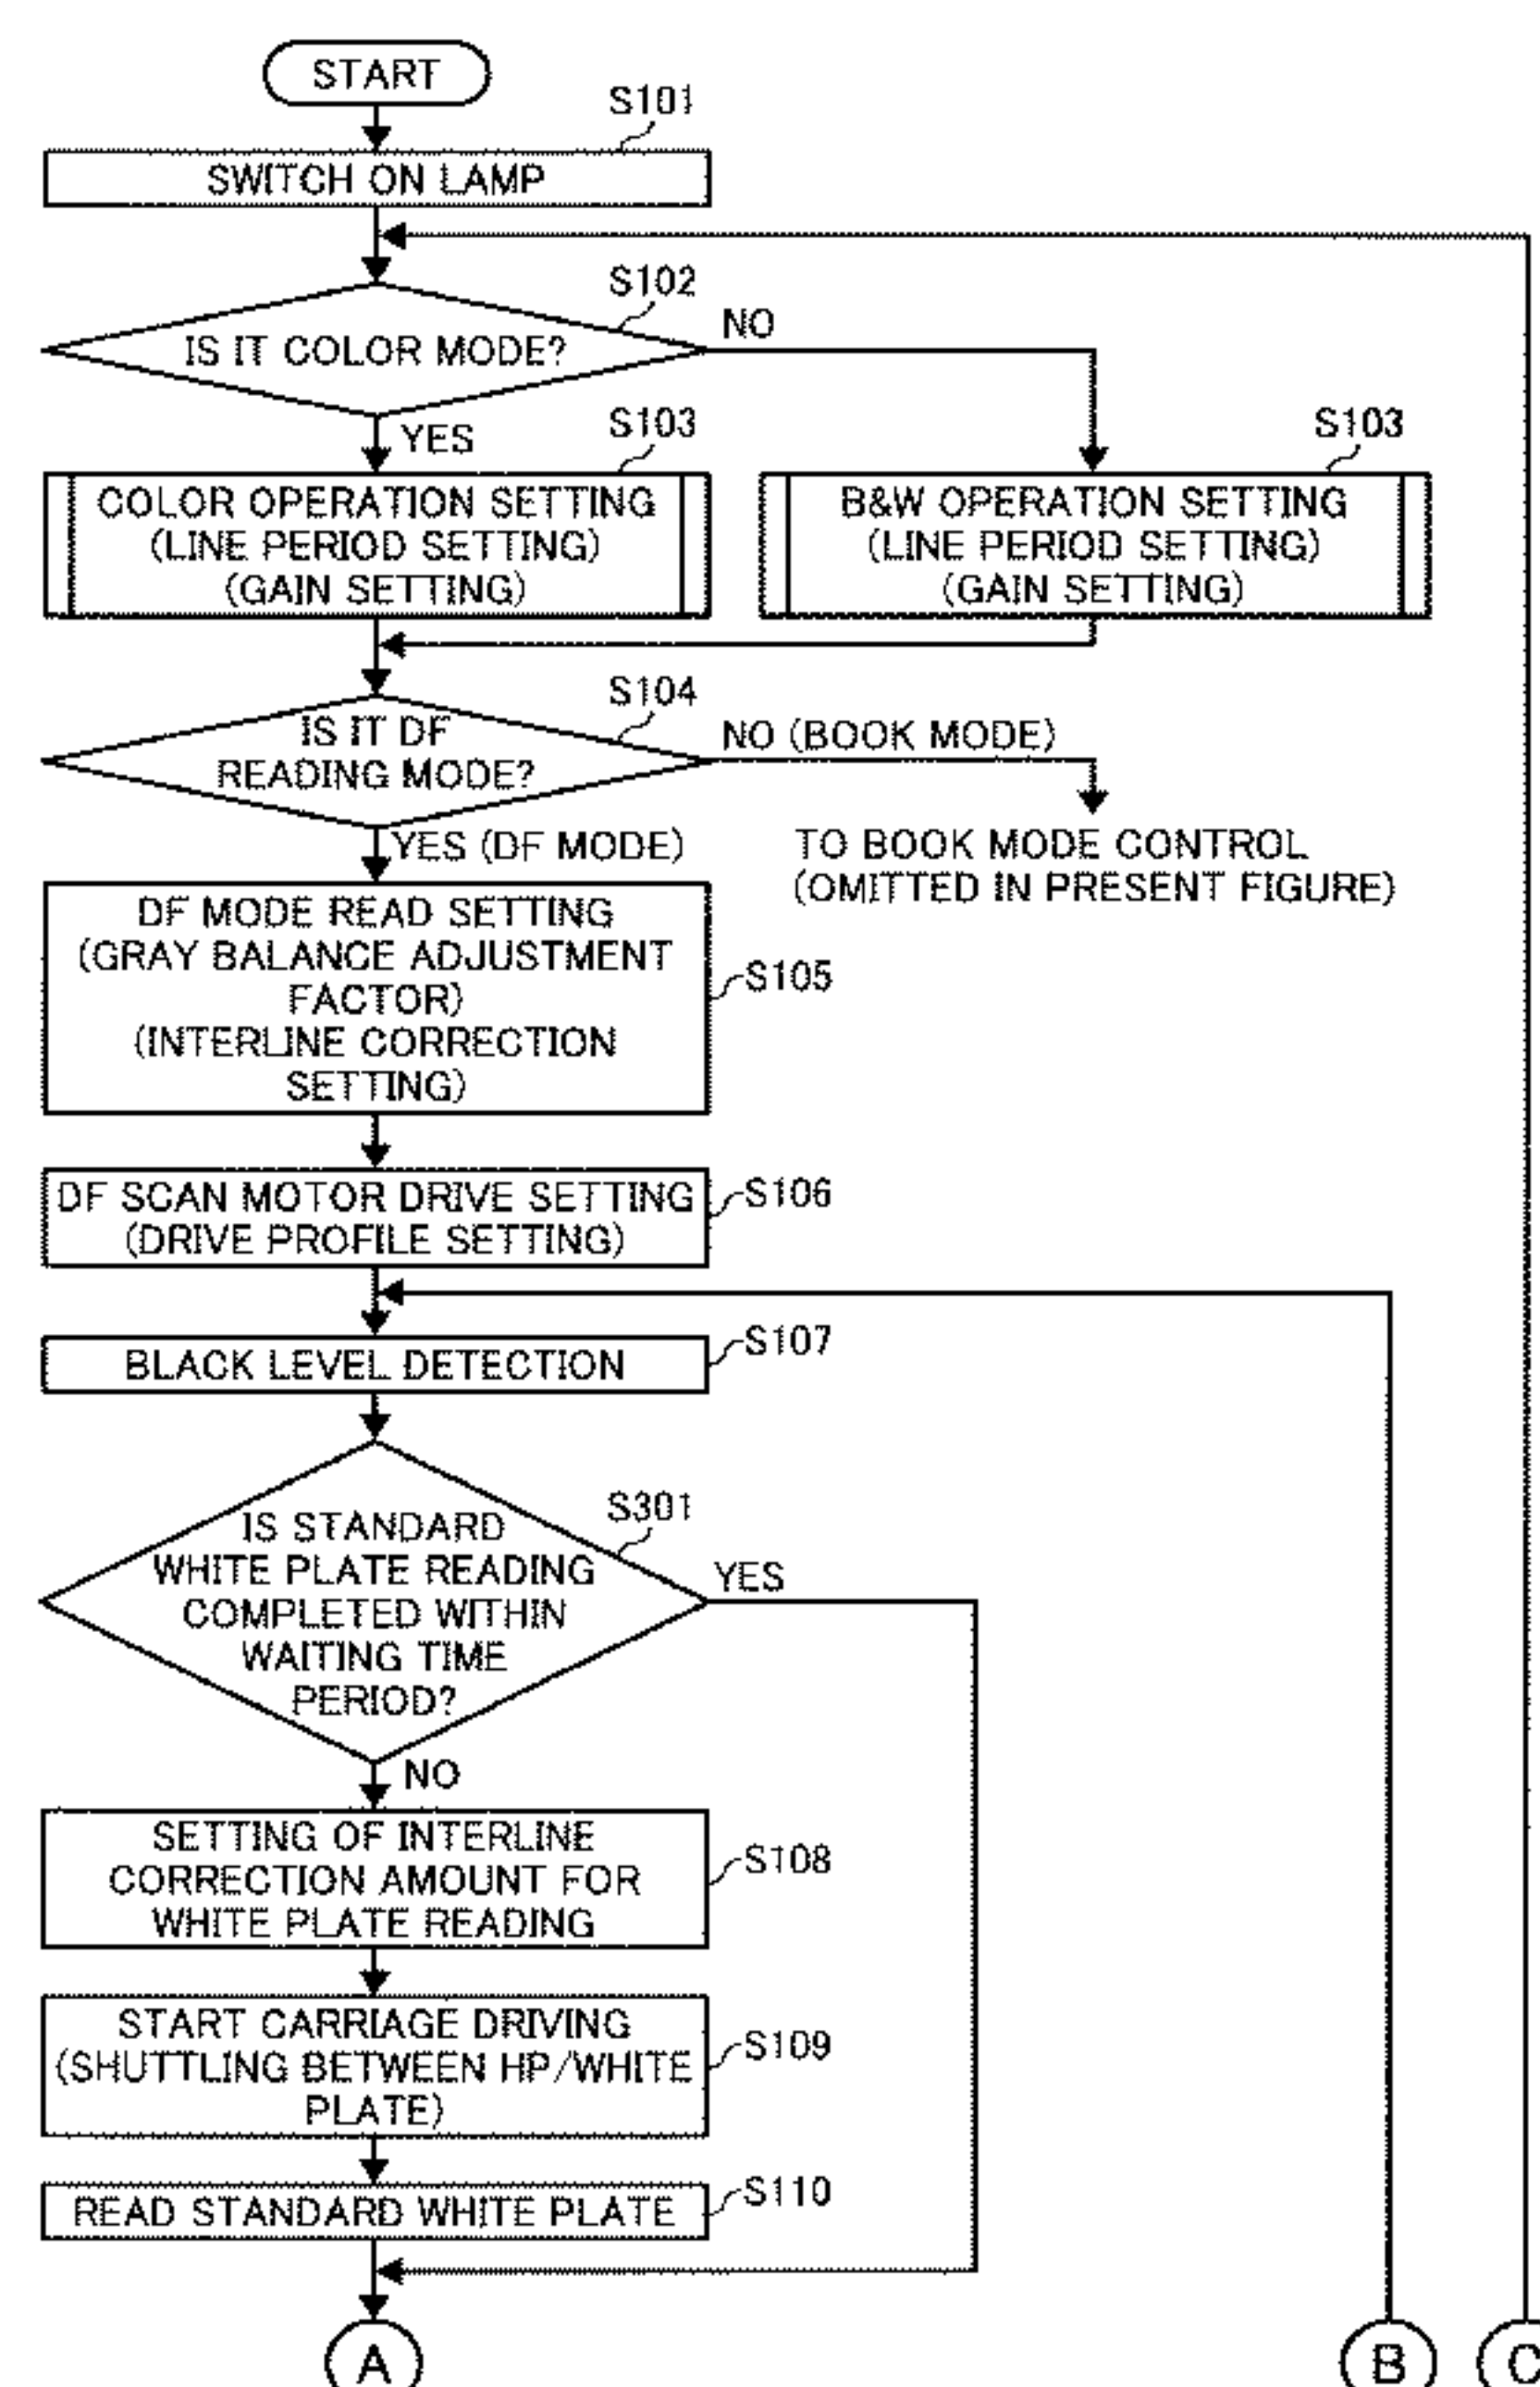 START
S101
SWITCH ON LAMP
S102
IS IT COLOR MODE?
NO
YES
S103
COLOR OPERATION SETTING
(LINE PERIOD SETTING)
(GAIN SETTING)
S103
B&W OPERATION SETTING
(LINE PERIOD SETTING)
(GAIN SETTING)
S104
IS IT DF
READING MODE?
NO (BOOK MODE)
YES (DF MODE)
TO BOOK MODE CONTROL
(OMITTED IN PRESENT FIGURE)
DF MODE READ SETTING
(GRAY BALANCE ADJUSTMENT
FACTOR)
(INTERLINE CORRECTION
SETTING)
S105
DF SCAN MOTOR DRIVE SETTING
(DRIVE PROFILE SETTING)
S106
BLACK LEVEL DETECTION
S107
S301
IS STANDARD
WHITE PLATE READING
COMPLETED WITHIN
WAITING TIME
PERIOD?
YES
NO
SETTING OF INTERLINE
CORRECTION AMOUNT FOR
WHITE PLATE READING
S108
START CARRIAGE DRIVING
(SHUTTLING BETWEEN HP/WHITE
PLATE)
S109
READ STANDARD WHITE PLATE
S110
A
B
C